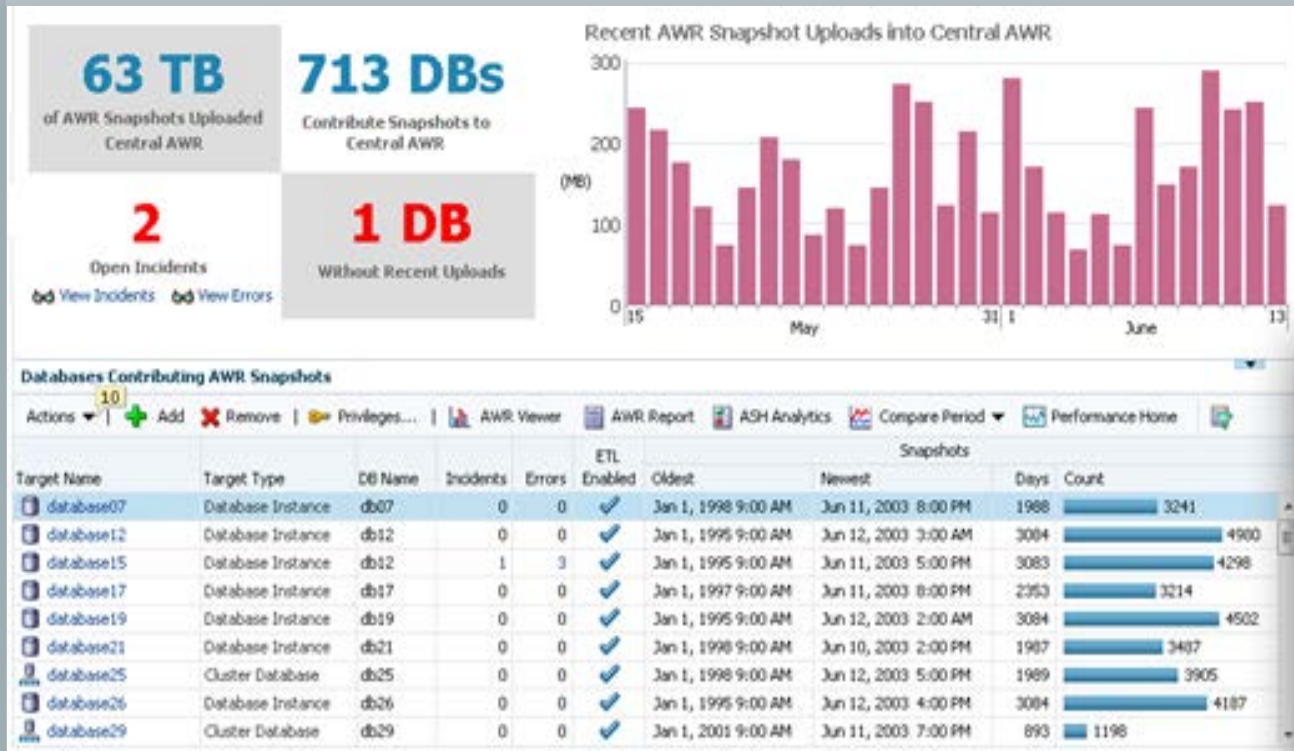 63 TB
of AWR Snapshots Uploaded
Central AWR
713 DBs
Contribute Snapshots to
Central AWR
2
Open Incidents
View Incidents View Errors
1 DB
Without Recent Uploads
Recent AWR Snapshot Uploads into Central AWR
300
200
(MB)
100
0
15 31 1 13
May June
Databases Contributing AWR Snapshots
10
Actions | Add Remove | Privileges... | AWR Viewer AWR Report ASH Analytics Compare Period Performance Home
ETL Snapshots
Target Name Target Type DB Name Incidents Errors Enabled Oldest Newest Days Count
database07 Database Instance db07 0 0 Jan 1, 1998 9:00 AM Jun 11, 2003 8:00 PM 1988 3241
database12 Database Instance db12 0 0 Jan 1, 1995 9:00 AM Jun 12, 2003 3:00 AM 3084 4980
database15 Database Instance db12 1 3 Jan 1, 1995 9:00 AM Jun 11, 2003 5:00 PM 3083 4298
database17 Database Instance db17 0 0 Jan 1, 1997 9:00 AM Jun 11, 2003 8:00 PM 2353 3214
database19 Database Instance db19 0 0 Jan 1, 1995 9:00 AM Jun 12, 2003 2:00 AM 3084 4502
database21 Database Instance db21 0 0 Jan 1, 1998 9:00 AM Jun 10, 2003 2:00 PM 1987 3487
database25 Cluster Database db25 0 0 Jan 1, 1998 9:00 AM Jun 12, 2003 5:00 PM 1989 3905
database26 Database Instance db26 0 0 Jan 1, 1995 9:00 AM Jun 12, 2003 4:00 PM 3084 4187
database29 Cluster Database db29 0 0 Jan 1, 2001 9:00 AM Jun 11, 2003 7:00 PM 893 1198